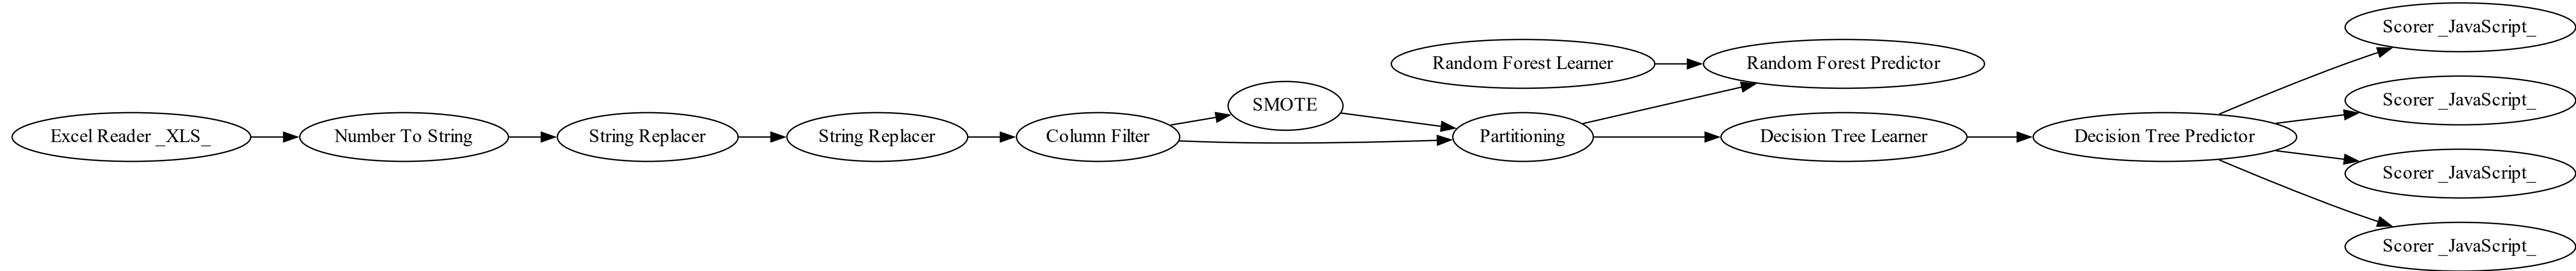 Excel Reader _XLS_
Number To String
String Replacer
String Replacer
Column Filter
SMOTE
Partitioning
Random Forest Learner
Random Forest Predictor
Decision Tree Learner
Decision Tree Predictor
Scorer _JavaScript_
Scorer _JavaScript_
Scorer _JavaScript_
Scorer _JavaScript_